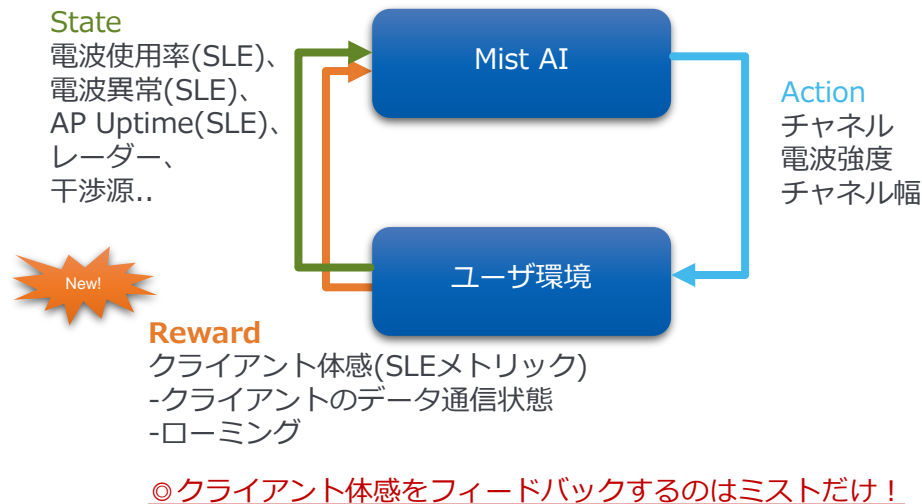 State
電波使用率(SLE)、
電波異常(SLE)、
AP Uptime(SLE)、
レーダー、
干渉源..
Mist AI
Action
チャネル
電波強度
チャネル幅
ユーザ環境
New!
Reward
クライアント体感(SLEメトリック)
-クライアントのデータ通信状態
-ローミング
◎クライアント体感をフィードバックするのはミストだけ！